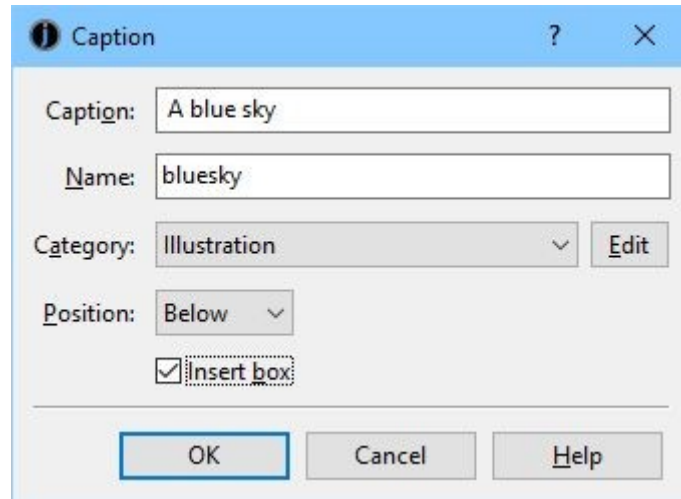 Caption ?
Caption: A blue sky
Name: bluesky
Category: Illustration Edit
Position: Below
Insert box
OK Cancel Help